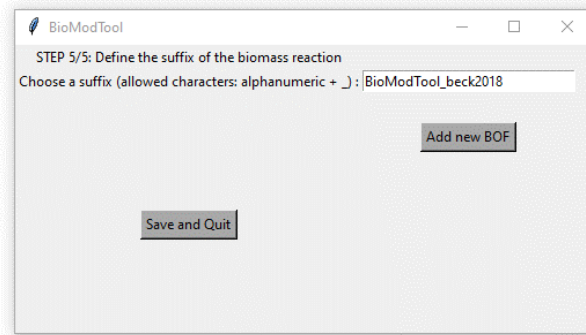 BioModTool
STEP 5/5: Define the suffix of the biomass reaction
Choose a suffix (allowed characters: alphanumeric + _) : BioModTool_beck2018
Add new BOF
Save and Quit